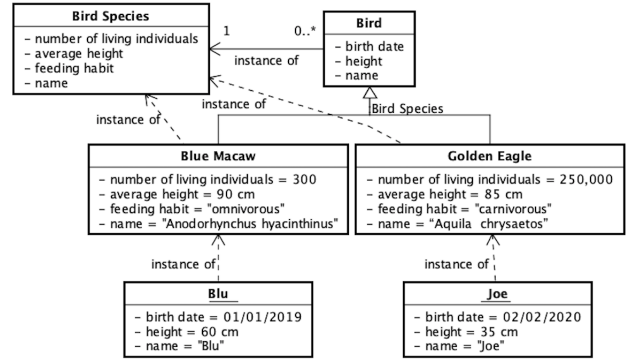 Bird Species
- number of living individuals
- average height
- feeding habit
- name
1
0..*
instance of
Bird
- birth date
- height
- name
instance of
instance of
Bird Species
Blue Macaw
- number of living individuals = 300
- average height = 90 cm
- feeding habit = "omnivorous"
- name = "Anodorhynchus hyacinthinus"
Golden Eagle
- number of living individuals = 250,000
- average height = 85 cm
- feeding habit = "carnivorous"
- name = “Aquila chrysaetos”
instance of
instance of
Blu
- birth date = 01/01/2019
- height = 60 cm
- name = "Blu"
Joe
- birth date = 02/02/2020
- height = 35 cm
- name = "Joe"